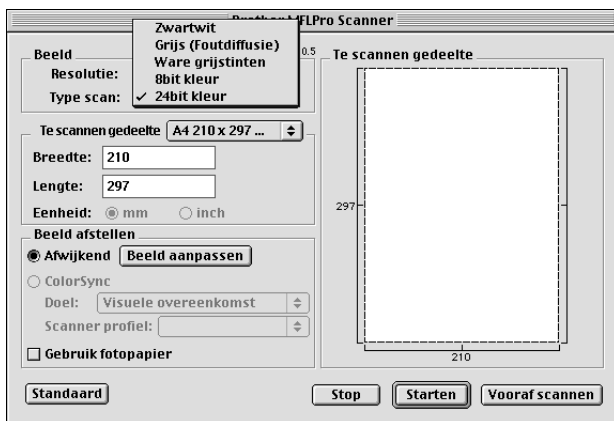 MFLPro Scanner
Zwartwit
Grijs (Foutdiffusie)
Ware grijstinten
8bit kleur
✓ 24bit kleur
Beeld
0.5
Resolutie:
Type scan:
Te scannen gedeelte A4 210 x 297 ...
Breedte: 210
Lengte: 297
Eenheid: mm inch
Beeld afstellen
Afwijkend Beeld aanpassen
ColorSync
Doel: Visuele overeenkomst
Scanner profiel:
Gebruik fotopapier
Te scannen gedeelte
297
210
Standaard Stop Starten Vooraf scannen